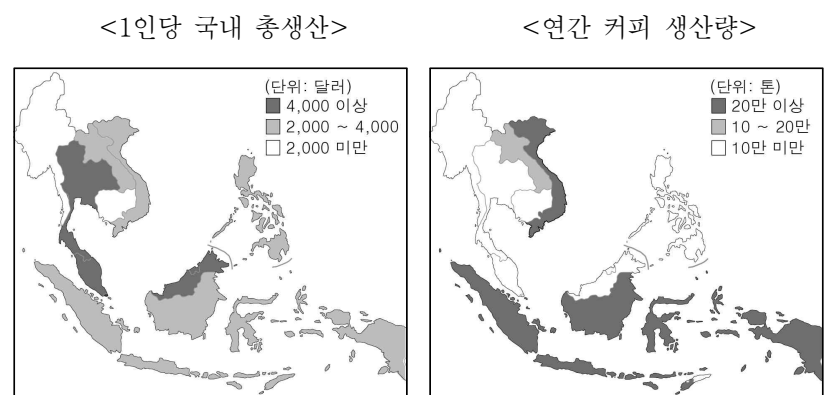 <1인당 국내 총생산>
(단위: 달러)
4,000 이상
2,000 ~ 4,000
2,000 미만
<연간 커피 생산량>
(단위: 톤)
20만 이상
10 ~ 20만
10만 미만